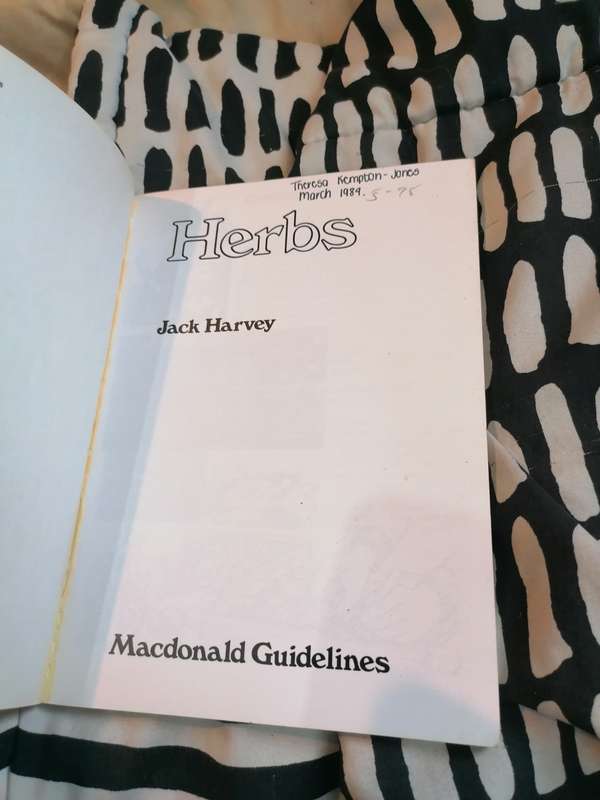 Theresa Kempton-Jones
March 1989. 5-75
Herbs
Jack Harvey
Macdonald Guidelines